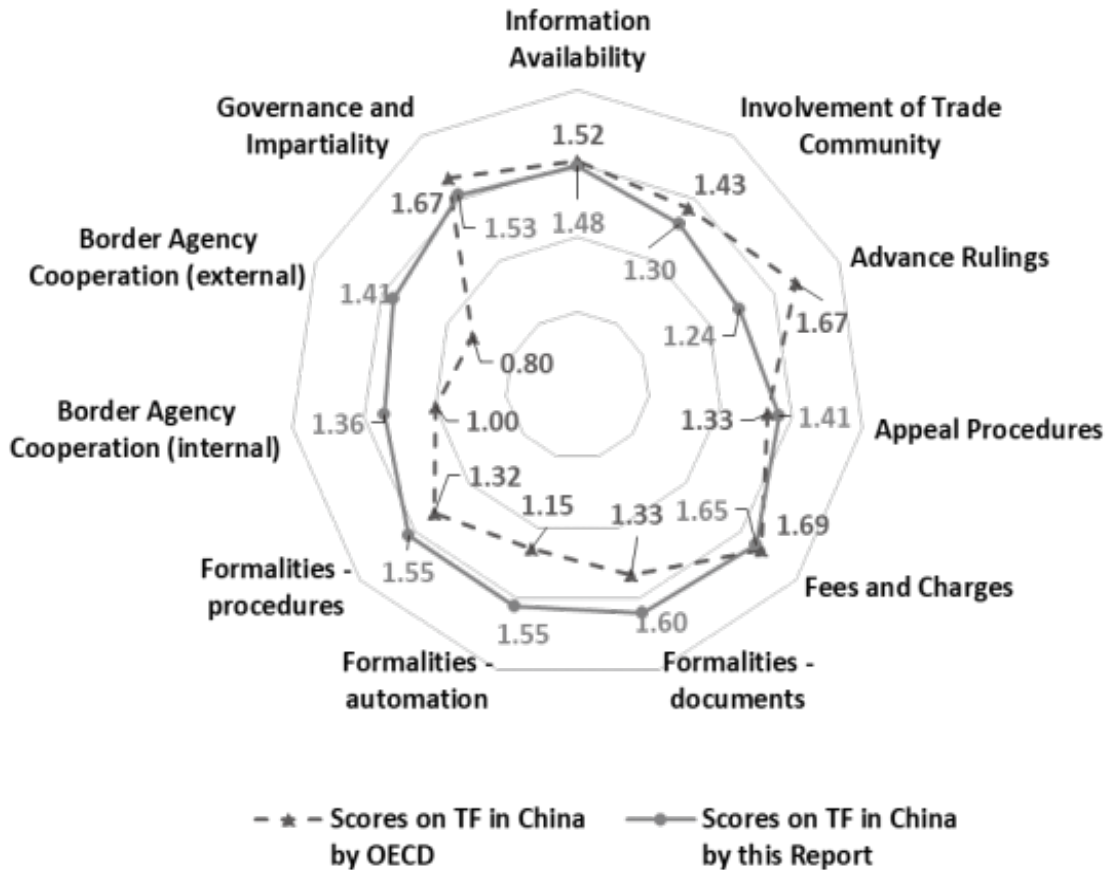 Information
Availability
Governance and
Impartiality
Involvement of Trade
Community
1.52
1.43
1.67
1.53
1.48
1.30
Border Agency
Cooperation (external)
Advance Rulings
1.41
1.67
1.24
0.80
Border Agency
Cooperation (internal)
1.36
1.00
1.33
1.41
Appeal Procedures
1.32
1.15
1.33
1.65
1.69
Formalities -
procedures
1.55
Fees and Charges
1.55
1.60
Formalities -
automation
Formalities -
documents
Scores on TF in China
by OECD
Scores on TF in China
by this Report